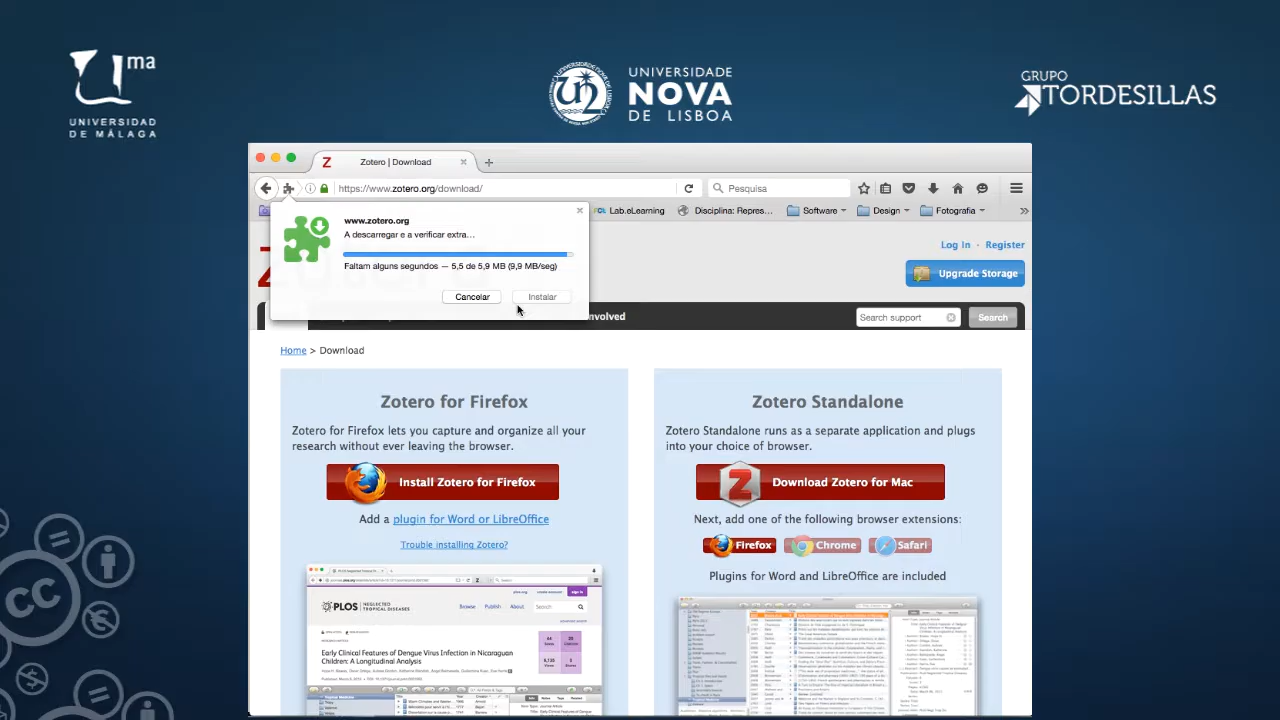 uma
UNIVERSIDAD
DE MÁLAGA
UNIVERSIDADE
NOVA
DE LISBOA
GRUPO
TORDESILLAS
Z Zotero | Download
https://www.zotero.org/download/
Pesquisa
Lab.eLearning
Disciplina: Repres...
Software
Design
Fotografia
www.zotero.org
A descarregar e a verificar extra...
Faltam alguns segundos — 5,5 de 5,9 MB (9,9 MB/seg)
Cancelar
Instalar
Log In · Register
Upgrade Storage
nvolved
Search support
Search
Home > Download
Zotero for Firefox
Zotero for Firefox lets you capture and organize all your
research without ever leaving the browser.
Install Zotero for Firefox
Add a plugin for Word or LibreOffice
Trouble installing Zotero?
PLOS NEGLECTED
TROPICAL DISEASES
Browse Publish About Search
Early Clinical Features of Dengue Virus Infection in Nicaraguan
Children: A Longitudinal Analysis
Zotero Standalone
Zotero Standalone runs as a separate application and plugs
into your choice of browser.
Download Zotero for Mac
Next, add one of the following browser extensions:
Firefox
Chrome
Safari
Plugins for Word and LibreOffice are included
cc